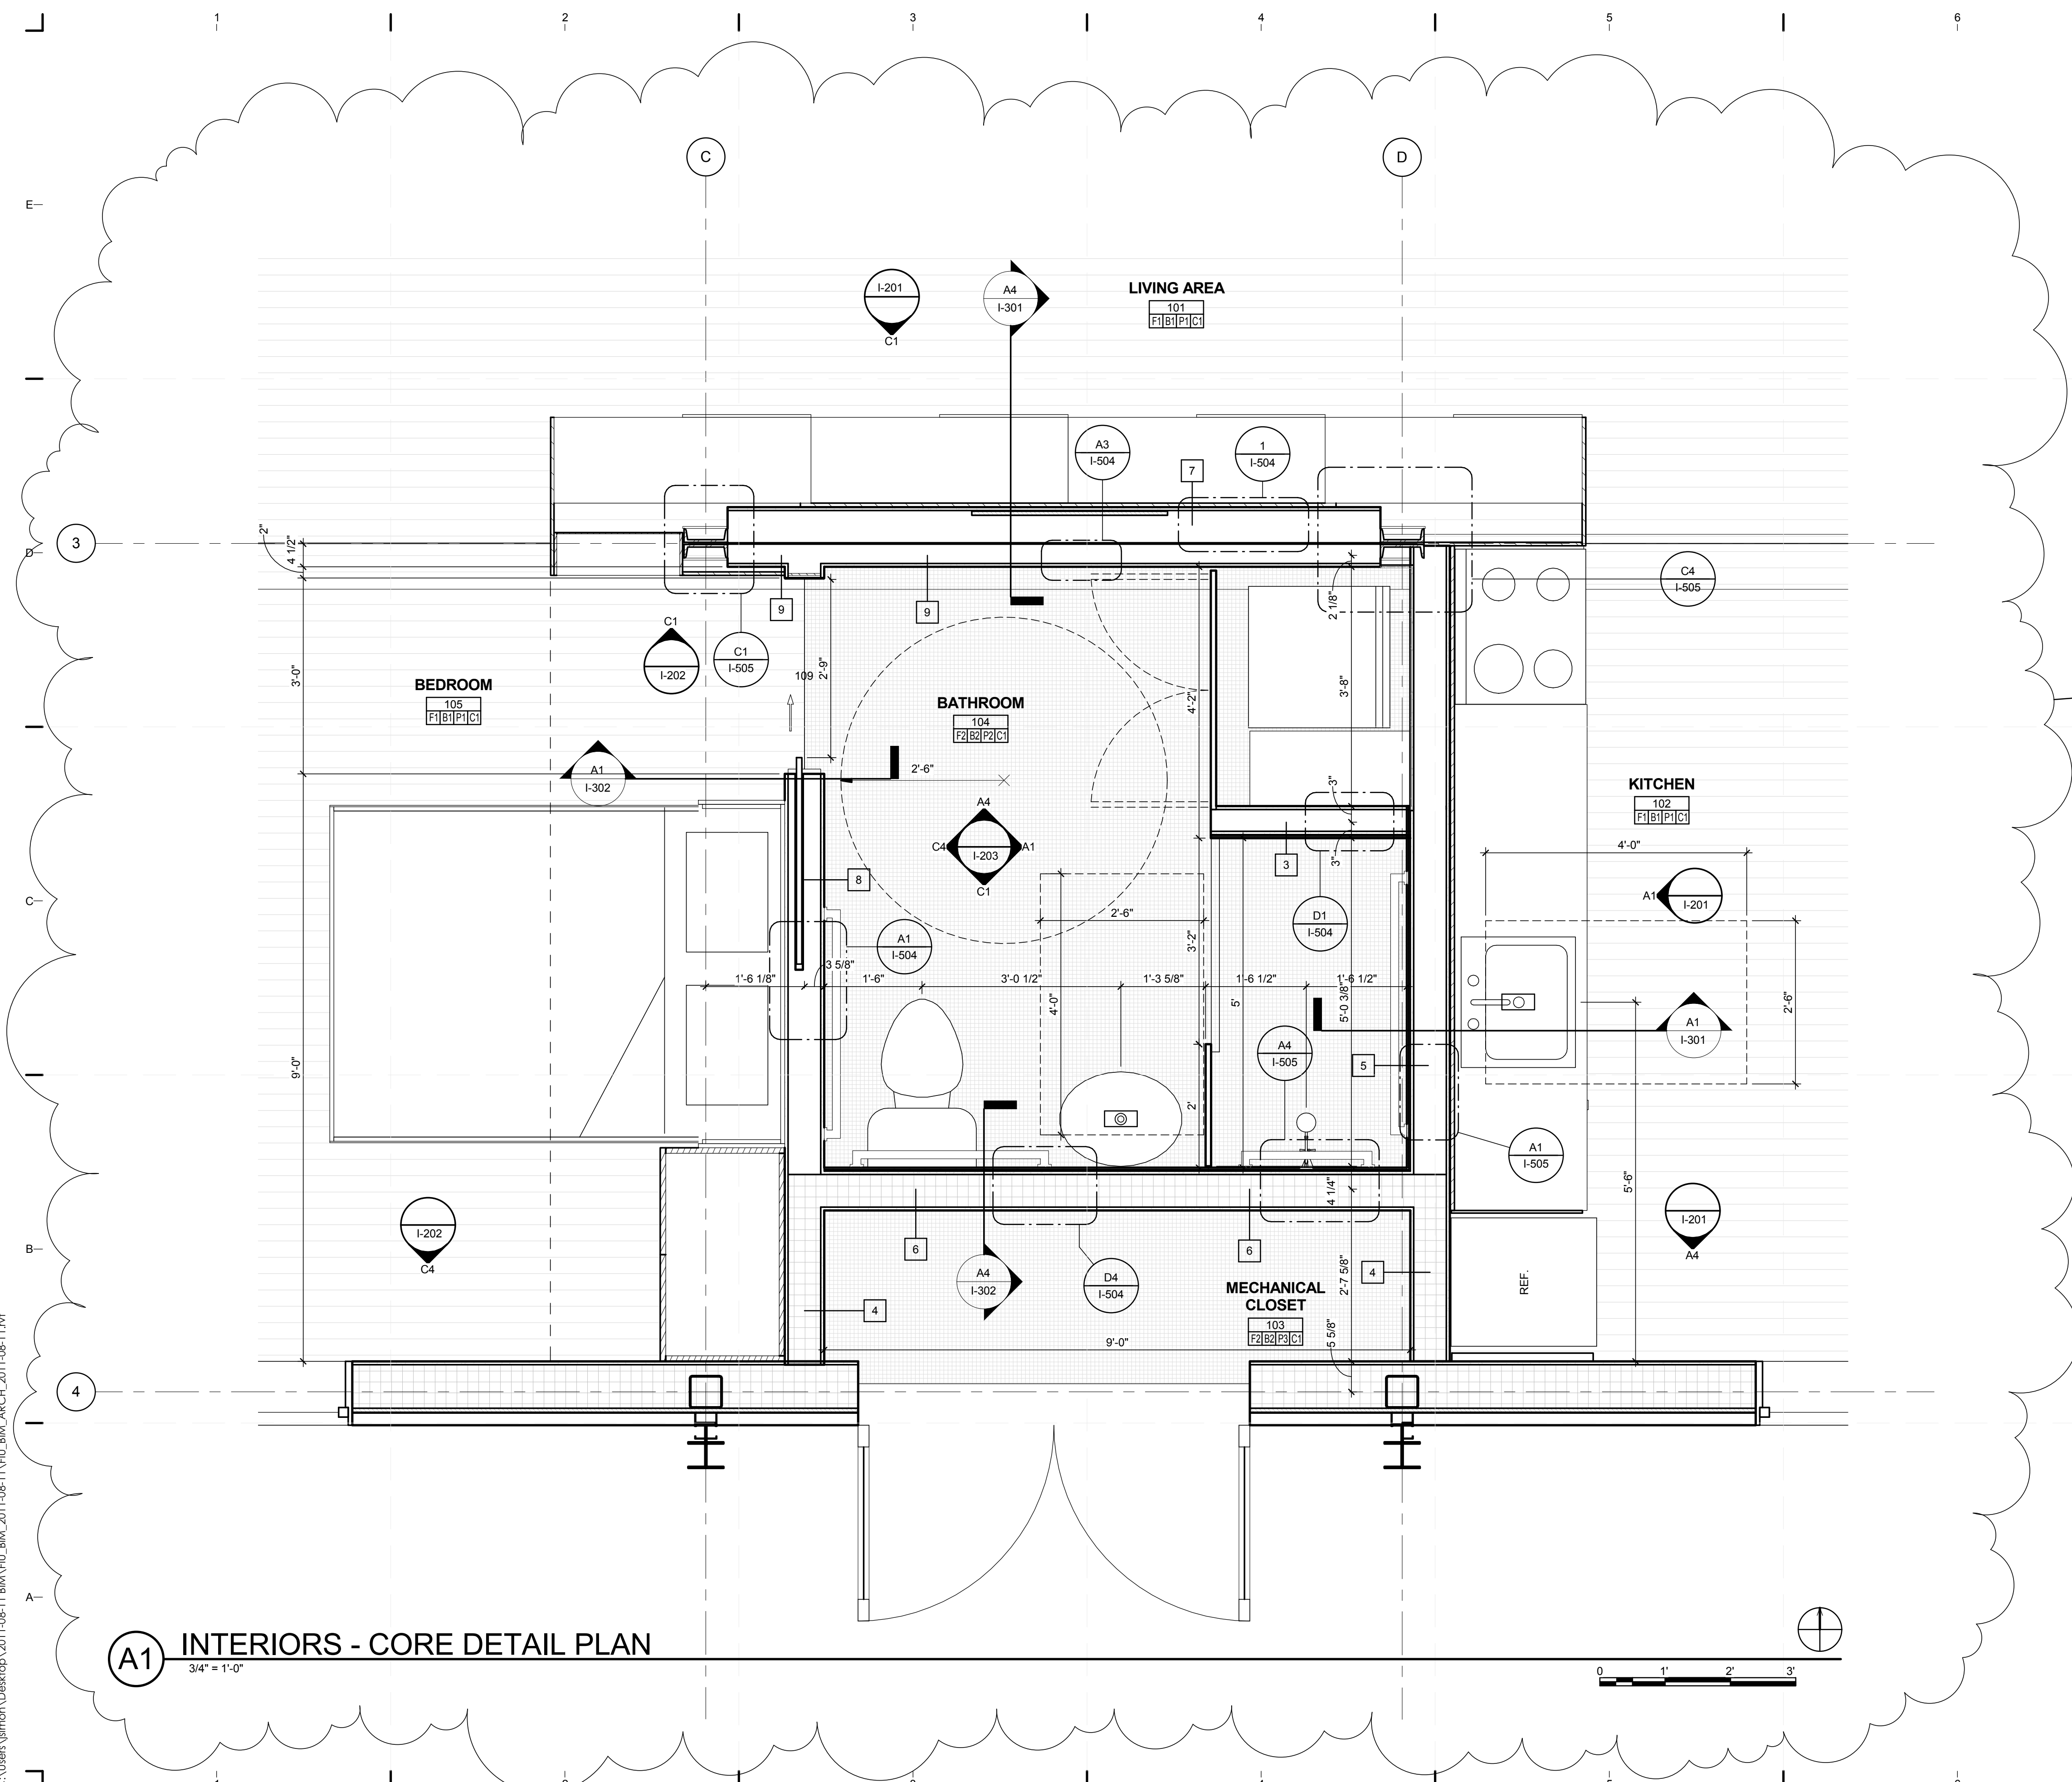 1 2 3 4 5 6
C D
E
I-201
C1
A4
I-301
LIVING AREA
101
F1 B1 P1 C1
A3
I-504
1
I-504
7
3
D
2"
4 1/2"
9
9
C4
I-505
2 1/8"
C1
I-202
C1
I-505
109
2'-9"
3'-0"
BEDROOM
105
F1 B1 P1 C1
BATHROOM
104
F2 B2 P2 C1
4'-2"
3'-8"
A1
I-302
2'-6"
3"
KITCHEN
102
F1 B1 P1 C1
A4
C4 I-203 A1
C1
3
3"
4'-0"
8
C
A1
I-201
2'-6"
D1
I-504
A1
I-504
3'-2"
3 5/8"
1'-6 1/8"
1'-6"
3'-0 1/2"
1'-3 5/8"
1'-6 1/2"
1'-6 1/2"
4'-0"
5'
5'-0 3/8"
2'-6"
A1
I-301
9'-0"
A4
I-505
5
2'
A1
I-505
5'-6"
4 1/4"
I-202
C4
I-201
A4
B
6
6
A4
I-302
D4
I-504
MECHANICAL
CLOSET
103
F2 B2 P3 C1
2'-7 5/8"
4
REF.
4
9'-0"
5 5/8"
4
A
A1
INTERIORS - CORE DETAIL PLAN
3/4" = 1'-0"
0 1' 2' 3'